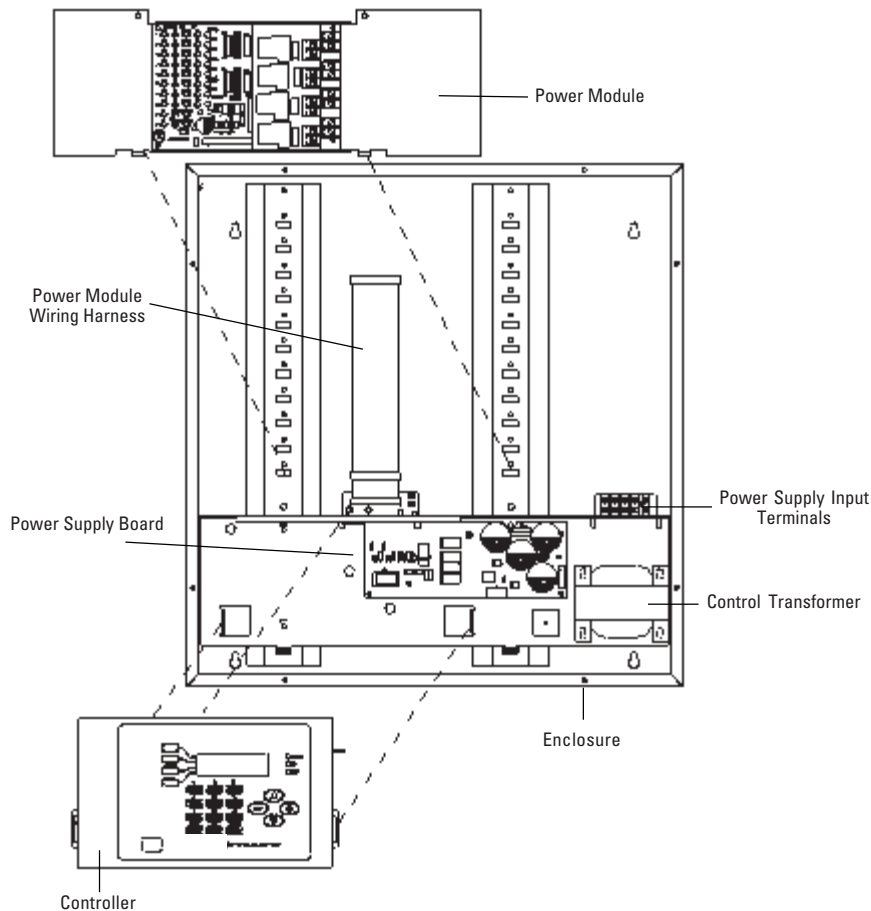 Power Module
Power Module
Wiring Harness
Power Supply Board
Power Supply Input
Terminals
Control Transformer
Enclosure
Controller